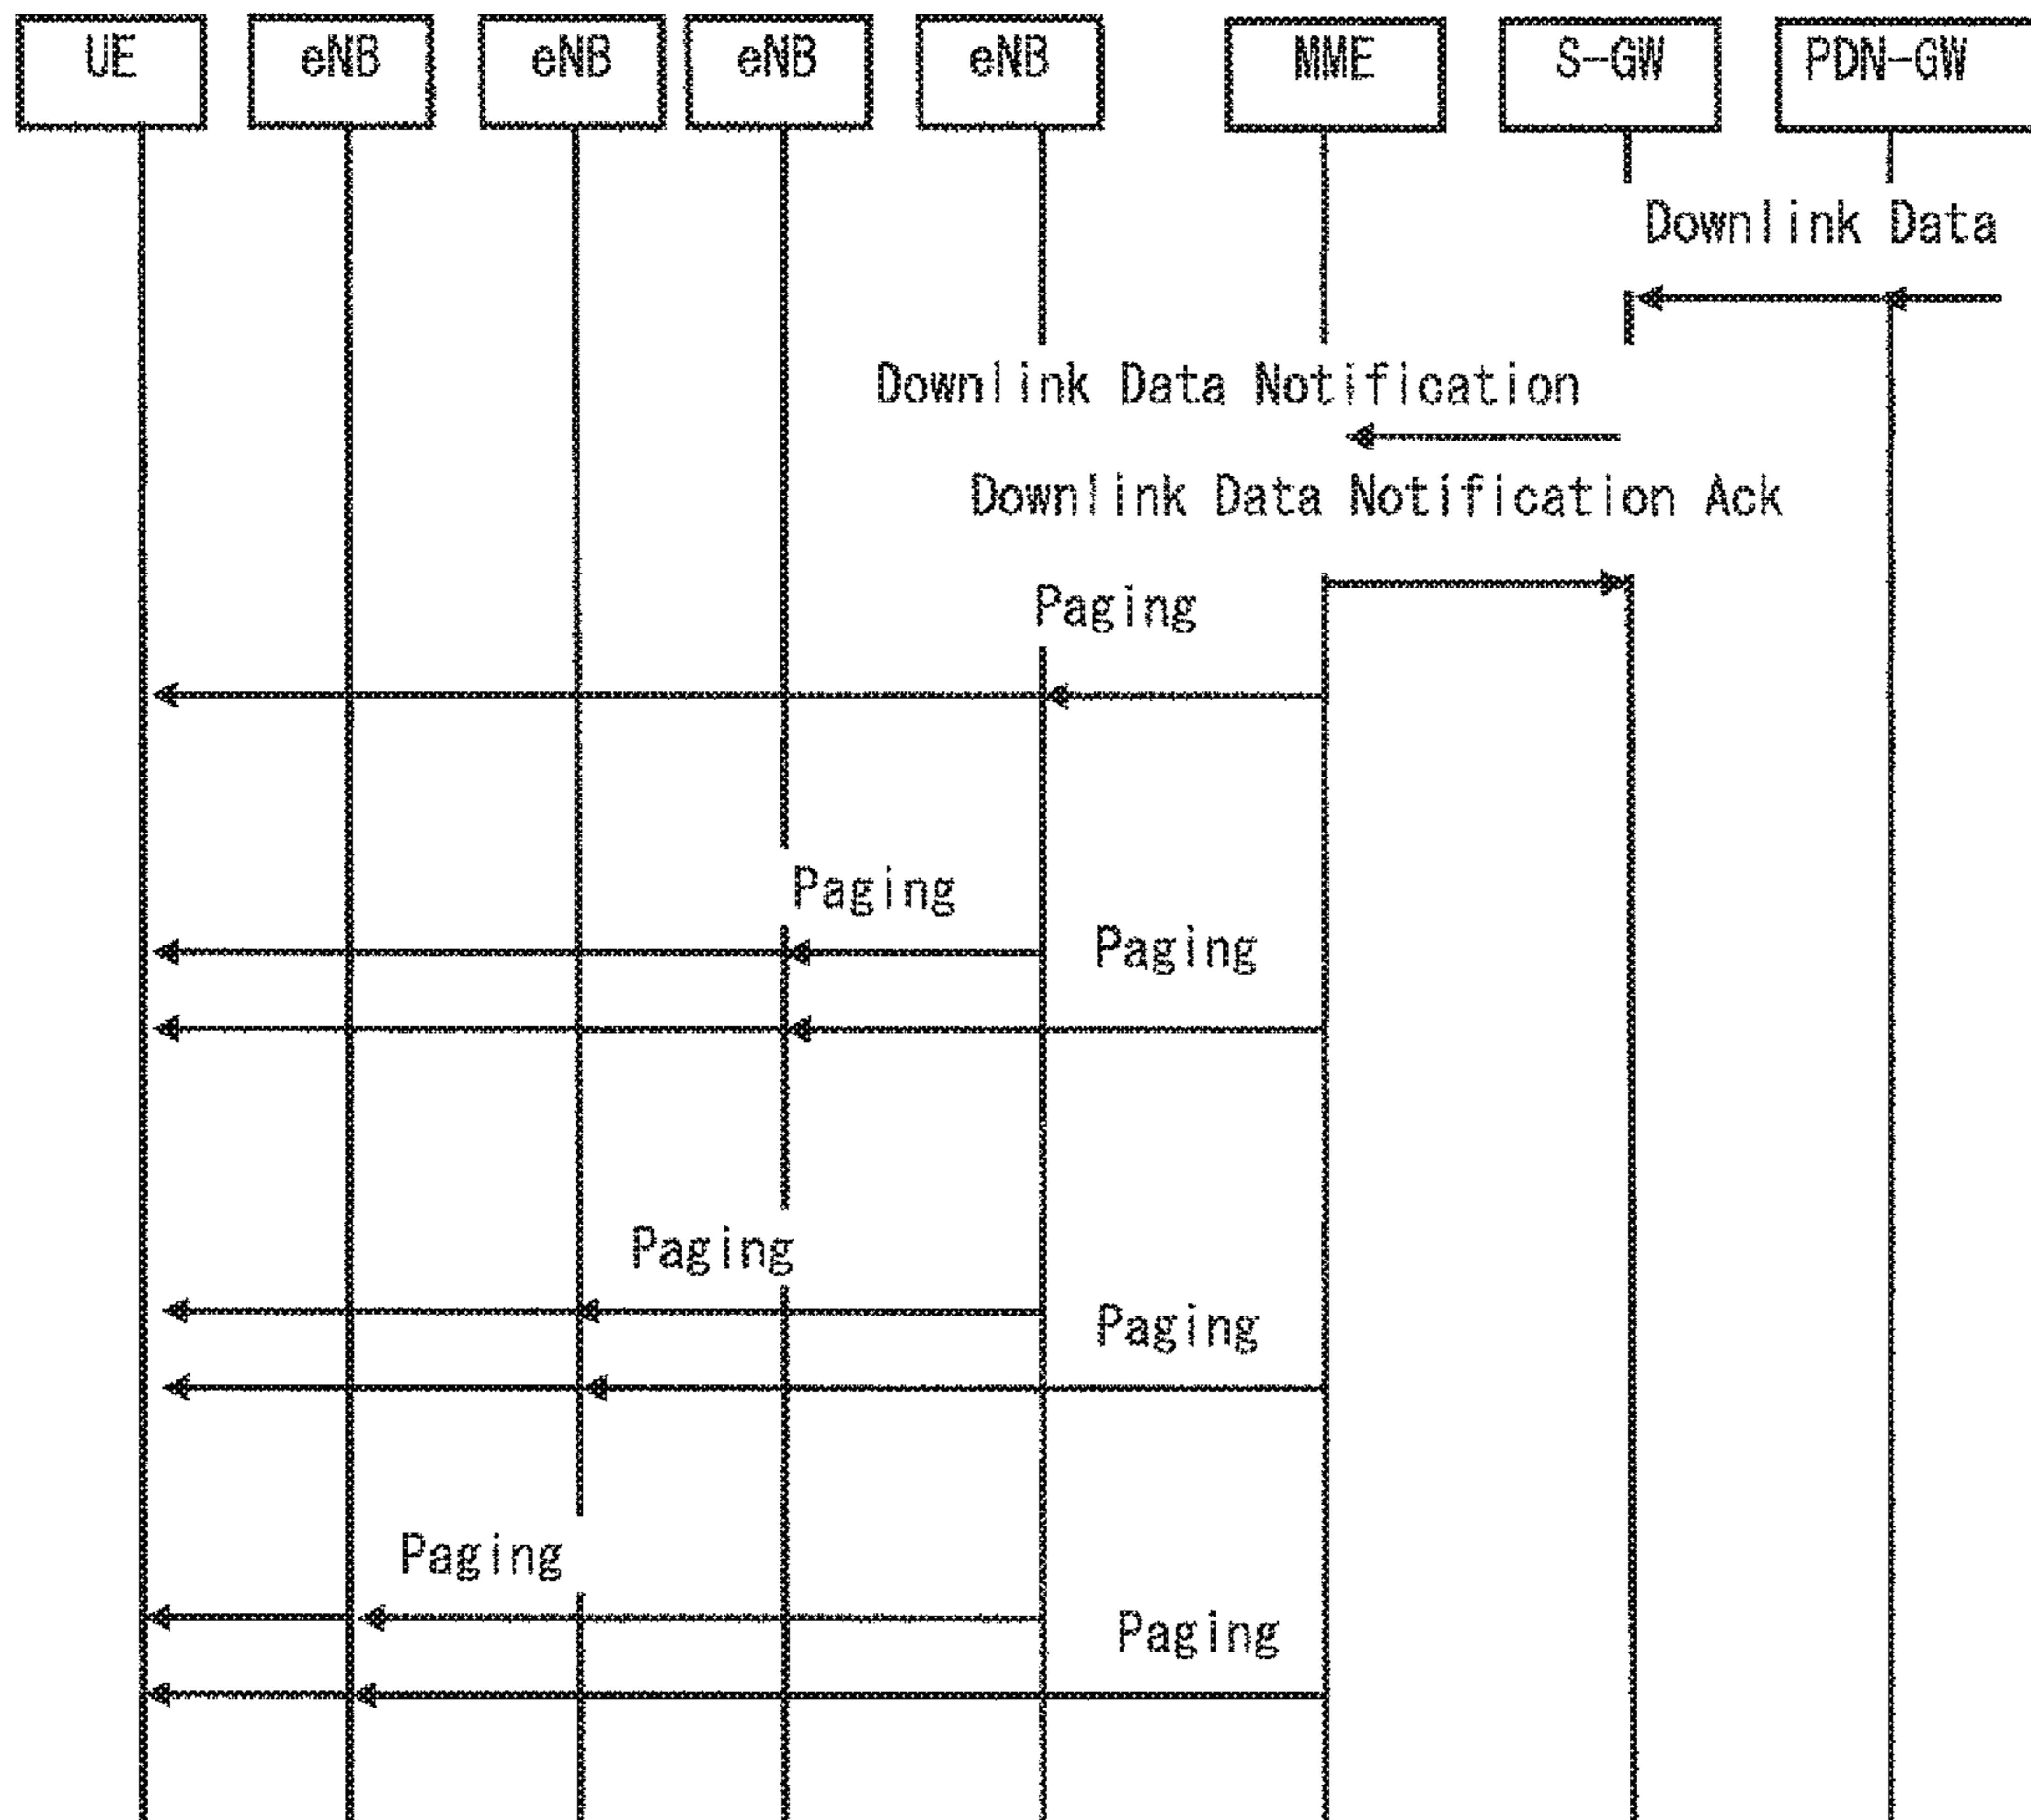 UE eNB eNB eNB eNB MME S-GW PDN-GW
Downlink Data
Downlink Data Notification
Downlink Data Notification Ack
Paging
Paging
Paging
Paging
Paging
Paging
Paging